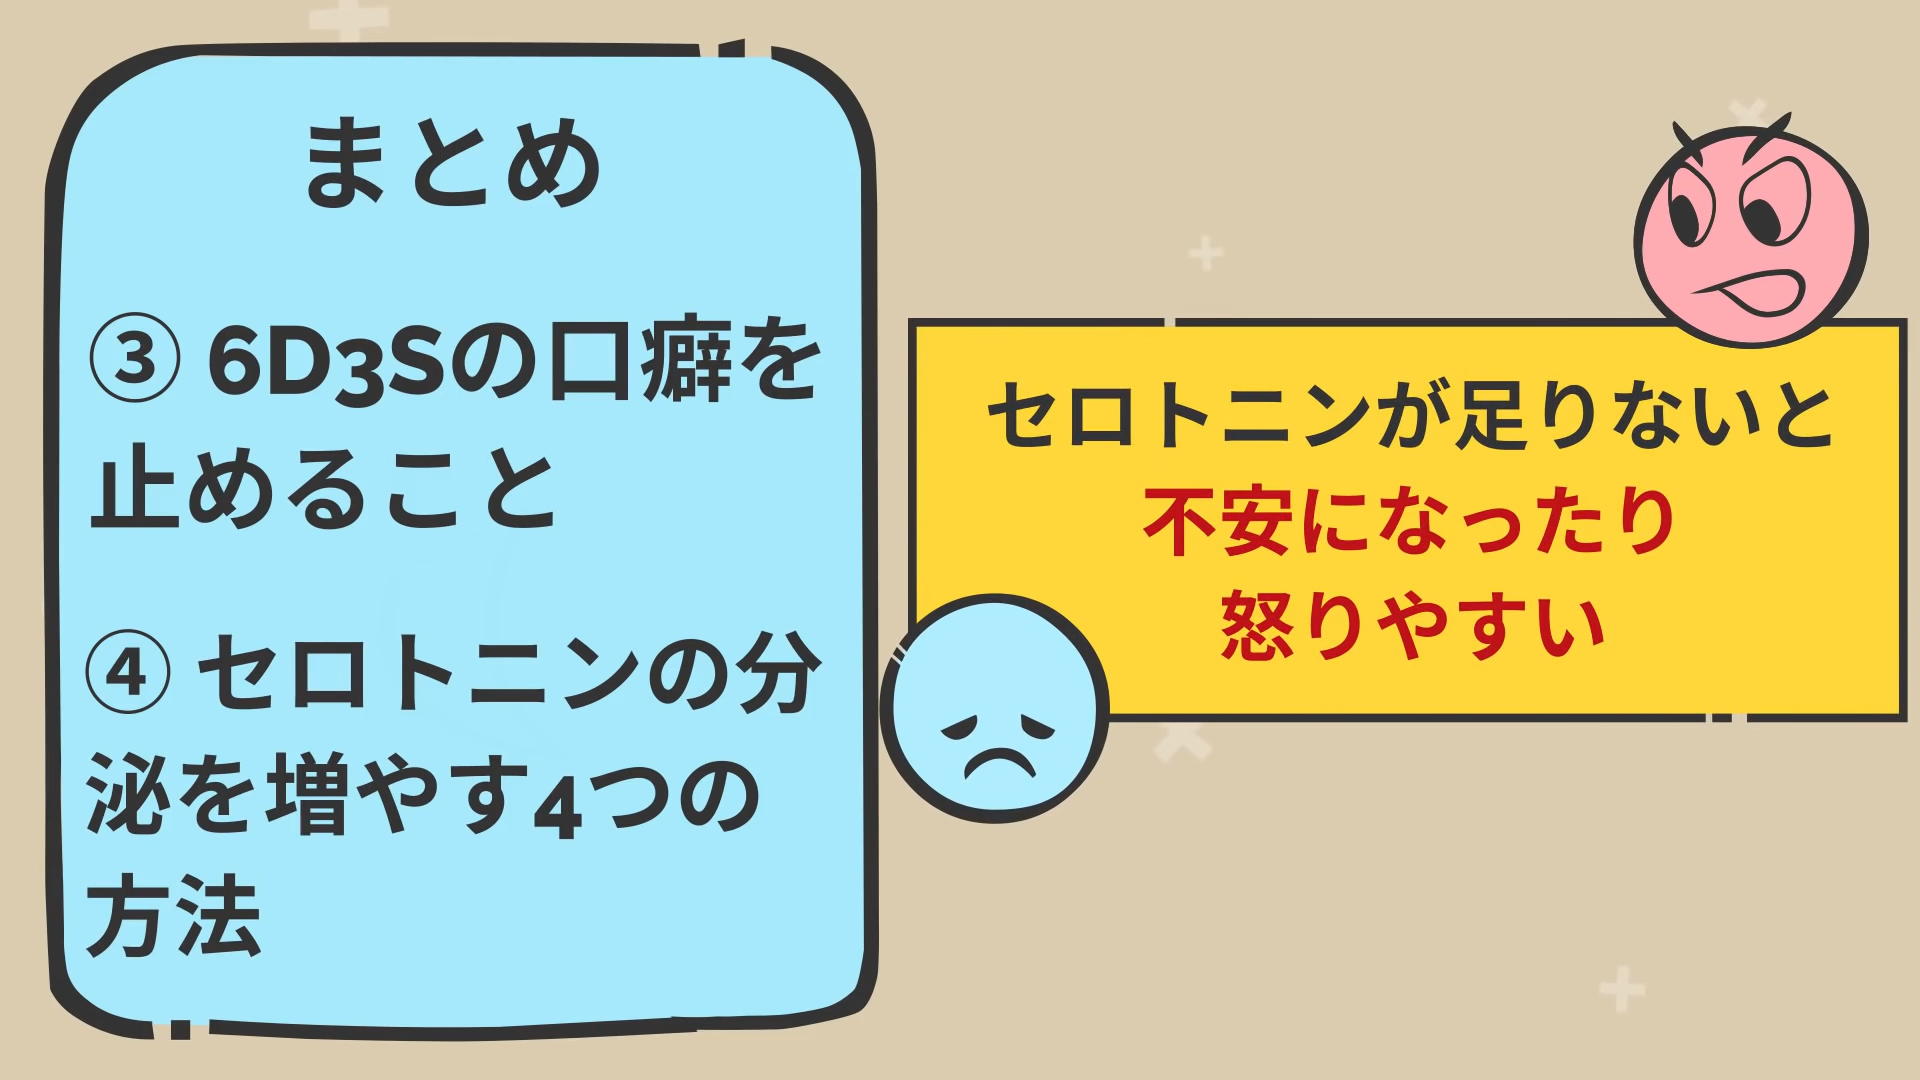 まとめ
③ 6D3Sの口癖を
止めること
④ セロトニンの分
泌を増やす4つの
方法
セロトニンが足りないと
不安になったり
怒りやすい